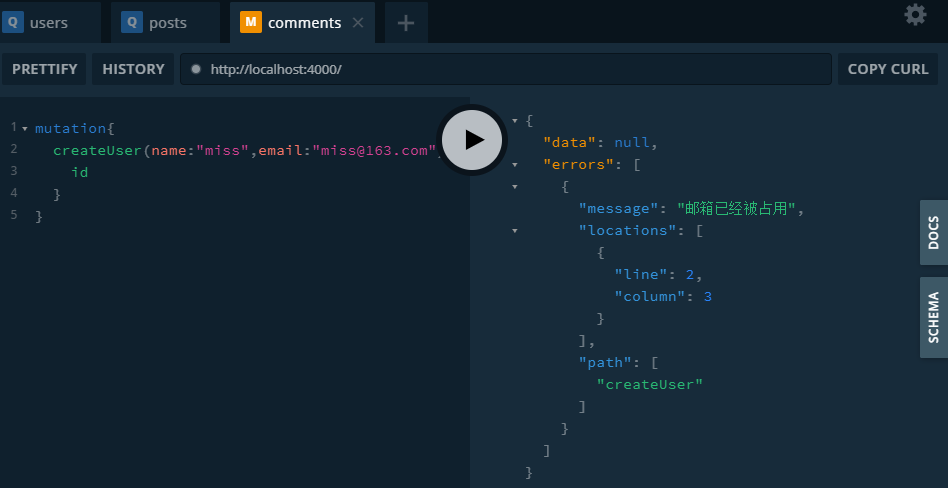 Q users Q posts M comments
PRETTIFY HISTORY http://localhost:4000/ COPY CURL
1 mutation{
2 createUser(name:"miss",email:"miss@163.com"
3 id
4 }
5 }
{
"data": null,
"errors": [
{
"message": "邮箱已经被占用",
"locations": [
{
"line": 2,
"column": 3
}
],
"path": [
"createUser"
]
}
]
}
DOCS
SCHEMA